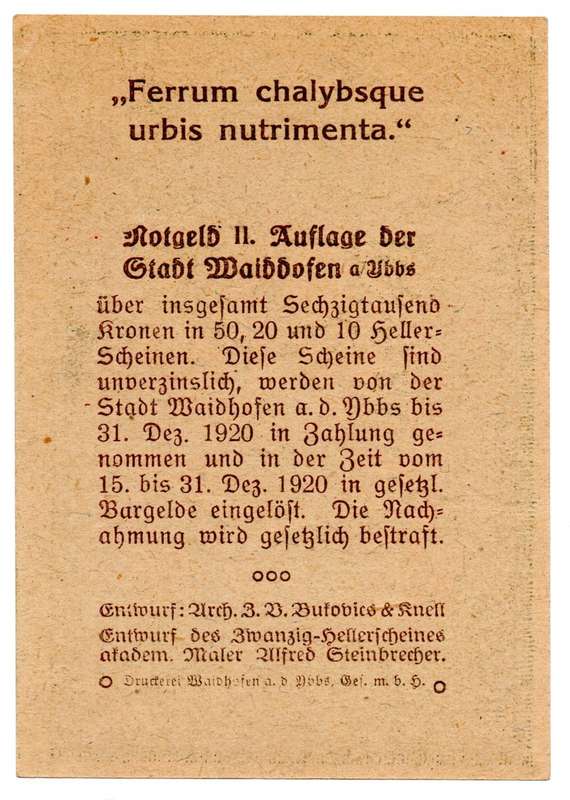 „Ferrum chalybsque
urbis nutrimenta.“
Notgeld II. Auflage der
Stadt Waidhofen a/Ybbs
über insgesamt Sechzigtausend
Kronen in 50, 20 und 10 Heller=
Scheinen. Diese Scheine sind
unverzinslich, werden von der
Stadt Waidhofen a. d. Ybbs bis
31. Dez. 1920 in Zahlung ge=
nommen und in der Zeit vom
15. bis 31. Dez. 1920 in gesetzl.
Bargelde eingelöst. Die Nach=
ahmung wird gesetzlich bestraft.
Entwurf: Arch. Z. V. Bukovics & Knell
Entwurf des Zwanzig-Hellerscheines
akadem. Maler Alfred Steinbrecher.
Druckerei Waidhofen a. d. Ybbs, Ges. m. b. H.